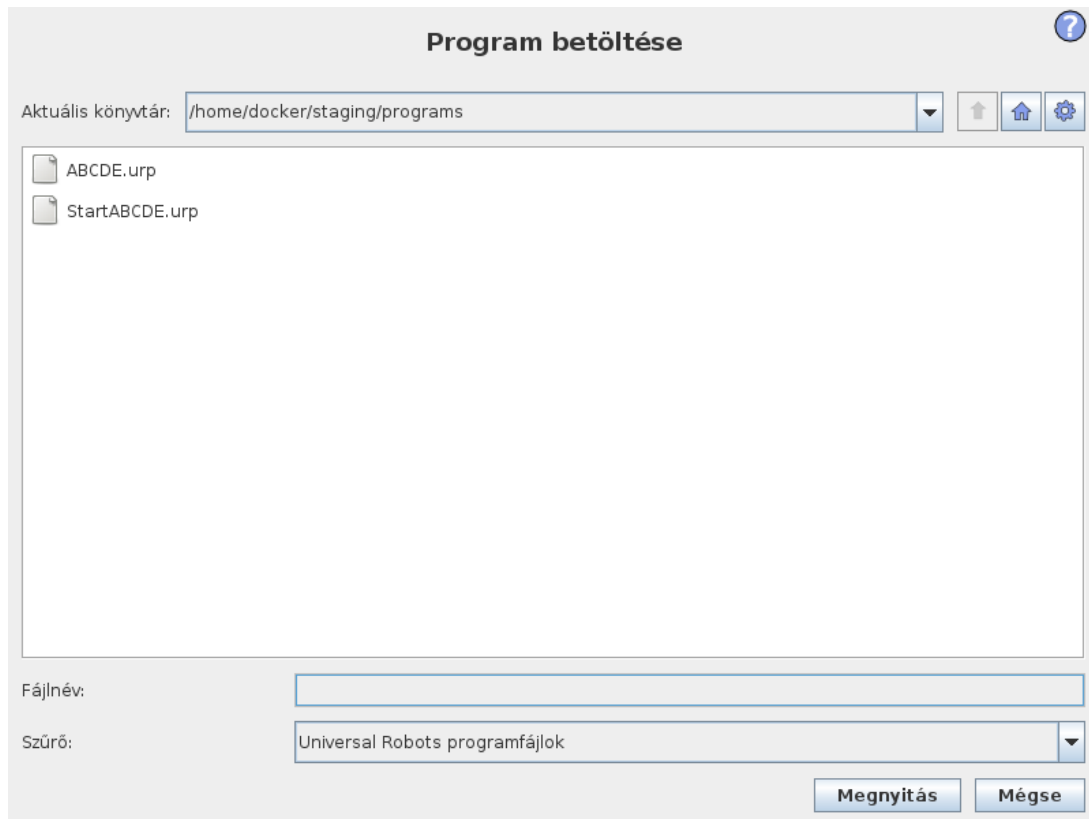 Program betöltése
?
Aktuális könyvtár: /home/docker/staging/programs
ABCDE.urp
StartABCDE.urp
Fájlnév:
Szűrő: Universal Robots programfájlok
Megnyitás Mégse